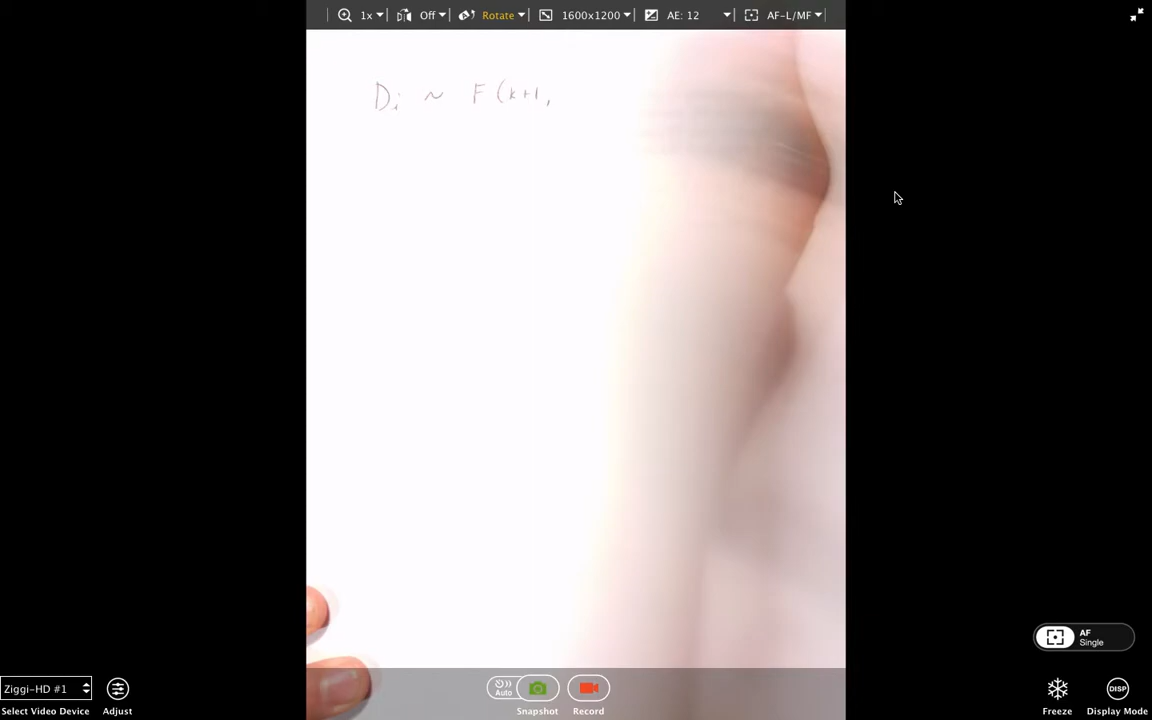 1x Off Rotate 1600x1200 AE: 12 AF-L/MF
Di ~ F (k+1,
AF
Single
Ziggi-HD #1
Select Video Device
Adjust
Auto
Snapshot
Record
Freeze
DISP
Display Mode